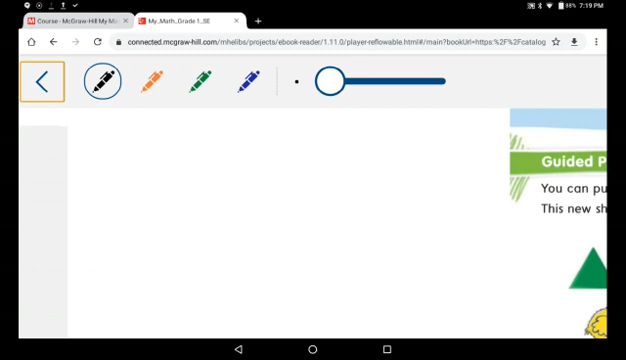 88% 7:19 PM
Course - McGraw-Hill My M
My_Math_Grade 1_SE
connected.mcgraw-hill.com/mhelibs/projects/ebook-reader/1.11.0/player-reflowable.html#/main?bookUrl=https:%2F%2Fcatalog
Guided P
You can pu
This new sh